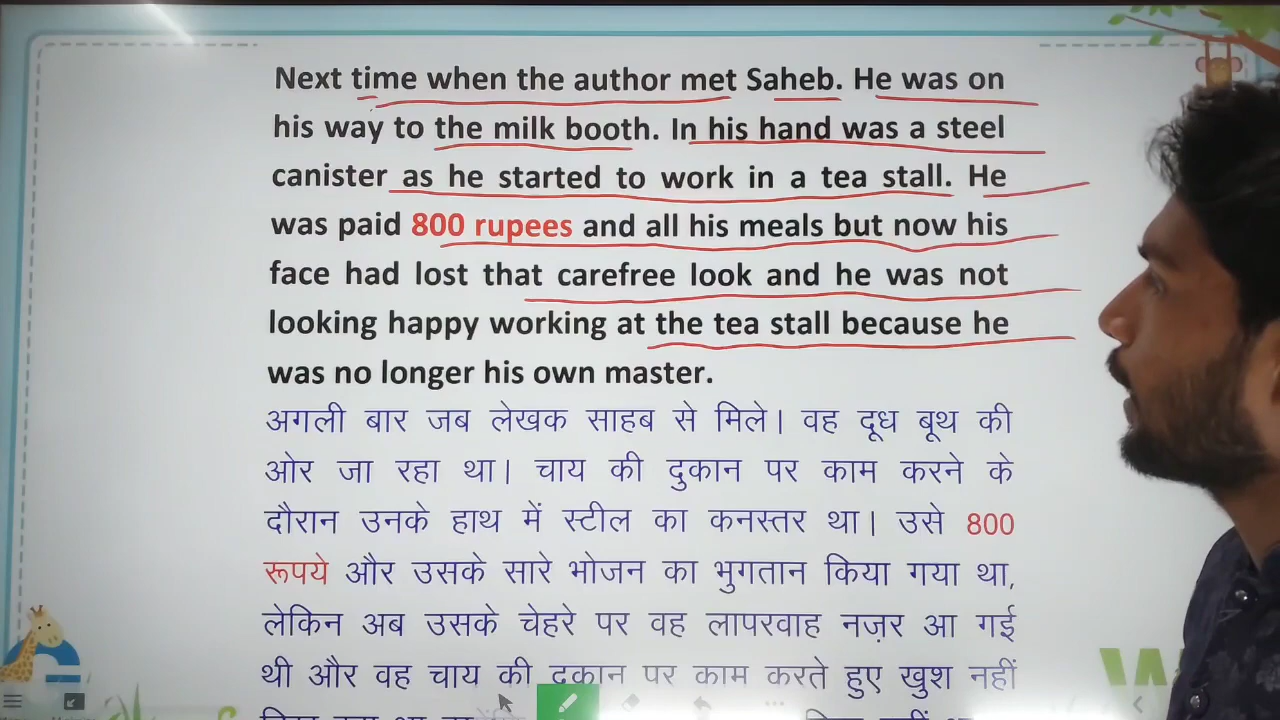 Next time when the author met Saheb. He was on
his way to the milk booth. In his hand was a steel
canister as he started to work in a tea stall. He
was paid 800 rupees and all his meals but now his
face had lost that carefree look and he was not
looking happy working at the tea stall because he
was no longer his own master.
अगली बार जब लेखक साहब से मिले। वह दूध बूथ की
ओर जा रहा था। चाय की दुकान पर काम करने के
दौरान उनके हाथ में स्टील का कनस्तर था। उसे 800
रूपये और उसके सारे भोजन का भुगतान किया गया था,
लेकिन अब उसके चेहरे पर वह लापरवाह नज़र आ गई
थी और वह चाय की दुकान पर काम करते हुए खुश नहीं